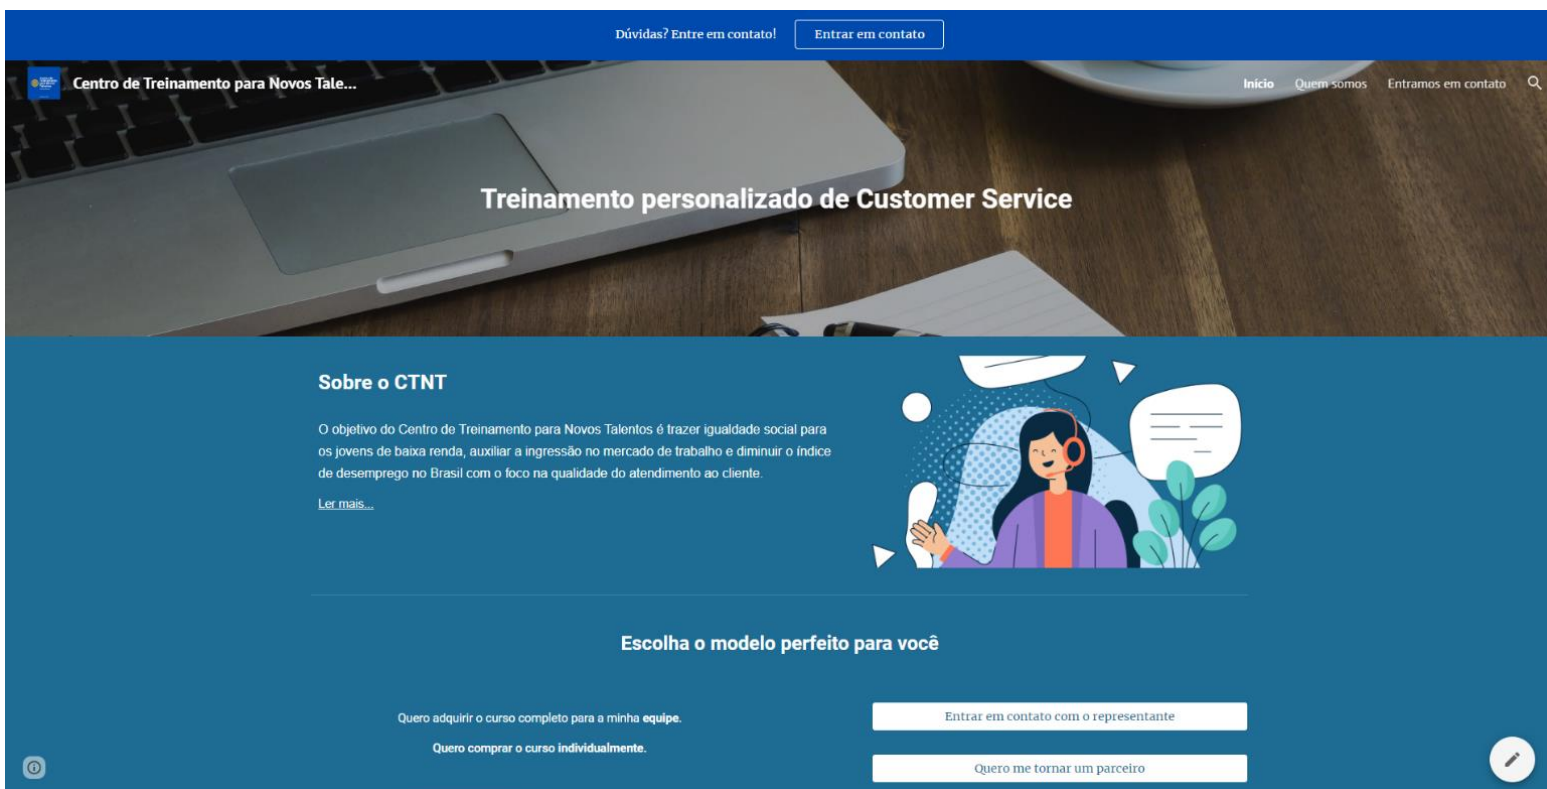 Dúvidas? Entre em contato!
Entrar em contato
Centro de Treinamento para Novos Tale...
Início
Quem somos
Entramos em contato
Treinamento personalizado de Customer Service
Sobre o CTNT
O objetivo do Centro de Treinamento para Novos Talentos é trazer igualdade social para
os jovens de baixa renda, auxiliar a ingressão no mercado de trabalho e diminuir o índice
de desemprego no Brasil com o foco na qualidade do atendimento ao cliente.
Ler mais...
Escolha o modelo perfeito para você
Quero adquirir o curso completo para a minha equipe.
Entrar em contato com o representante
Quero comprar o curso individualmente.
Quero me tornar um parceiro